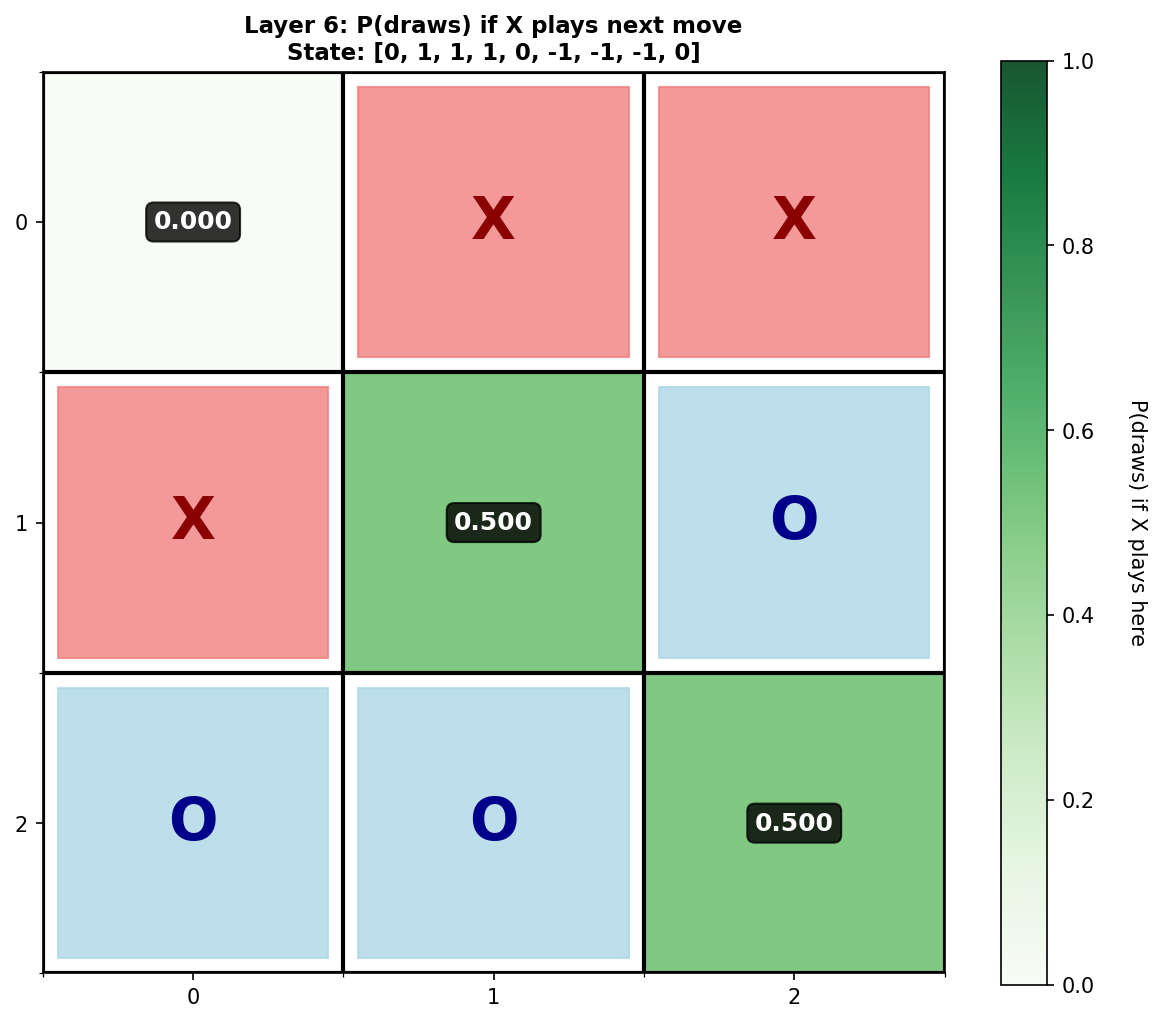 Layer 6: P(draws) if X plays next move
State: [0, 1, 1, 1, 0, -1, -1, -1, 0]
0
0.000
X
X
1
X
0.500
O
2
O
O
0.500
0
1
2
1.0
0.8
0.6
0.4
0.2
0.0
P(draws) if X plays here